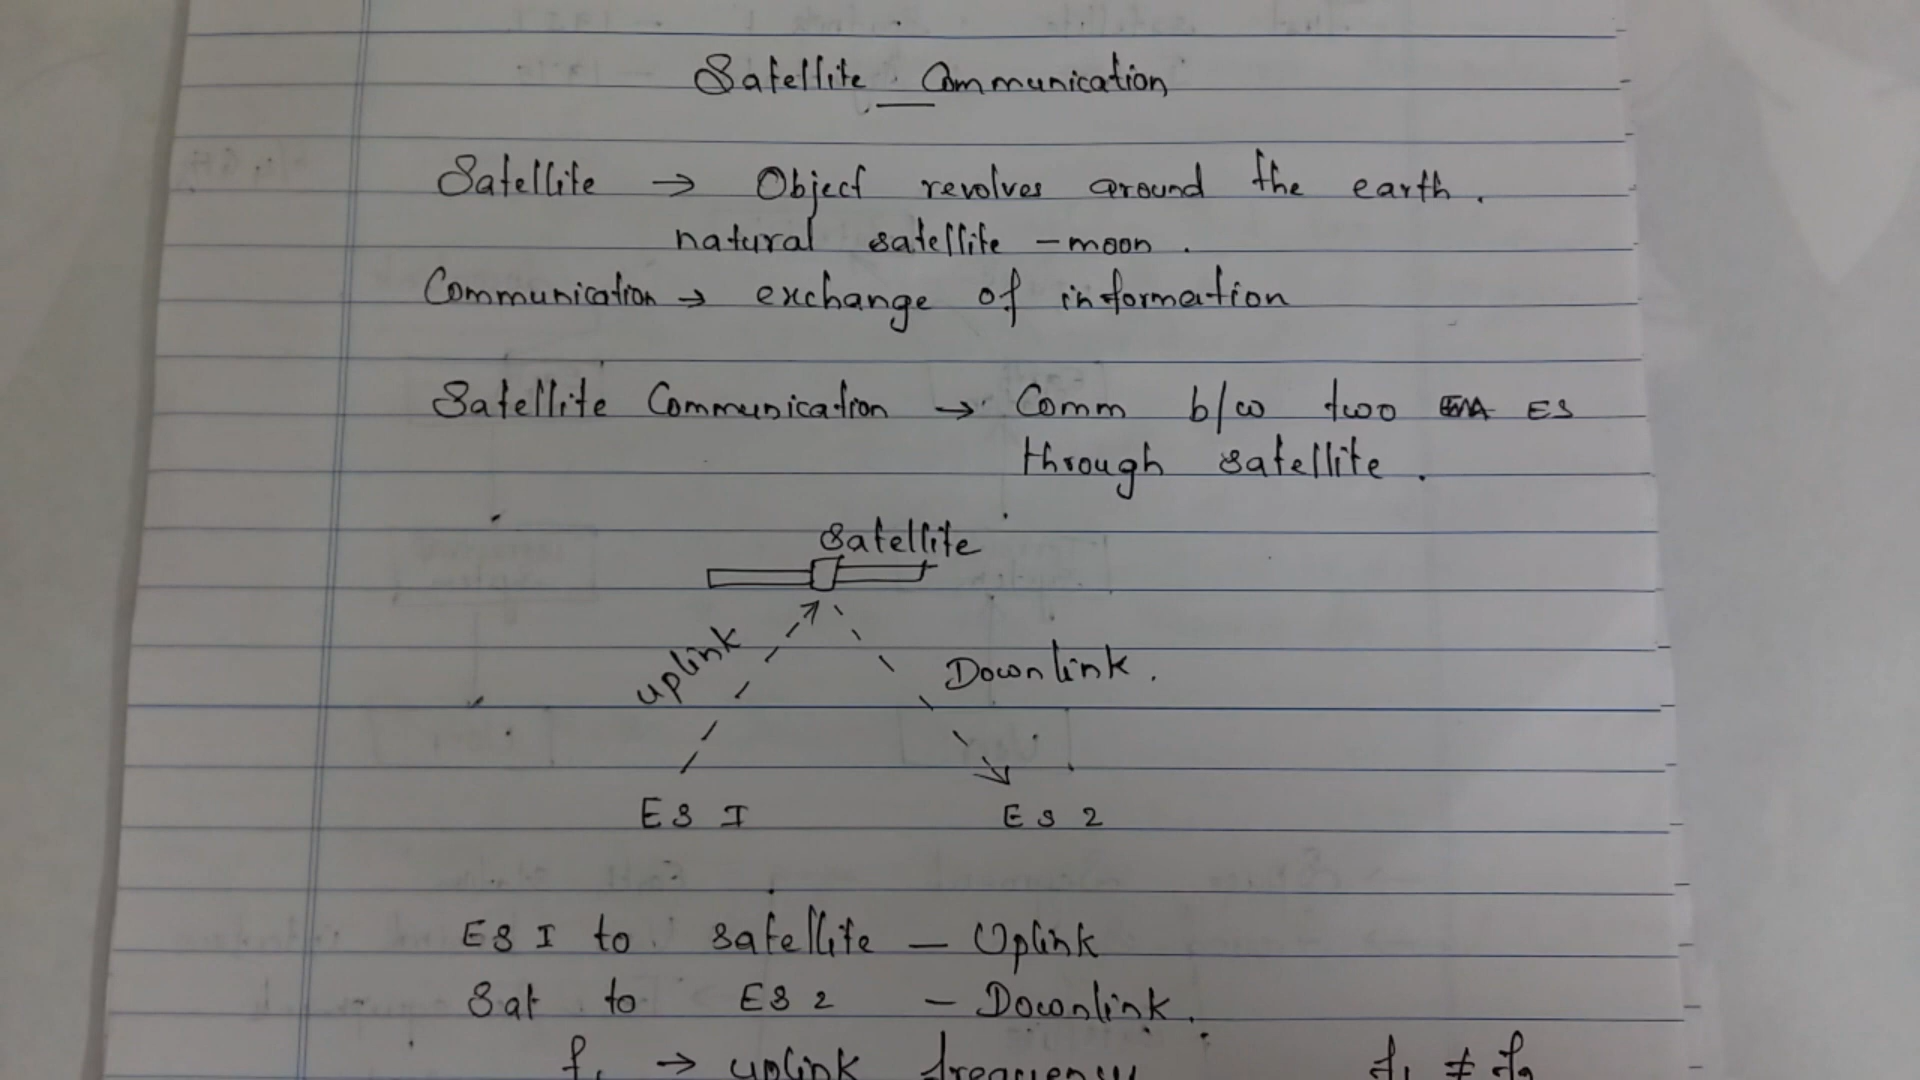 Satellite Communication
Satellite → Object revolves around the earth.
natural satellite - moon.
Communication → exchange of information
Satellite Communication → Comm b/w two ES
through satellite.
Satellite
uplink
Downlink.
ES I
ES 2
ES I to satellite - Uplink
Sat to ES 2 - Downlink.
f₁ → uplink frequency f₁ ≠ f₂